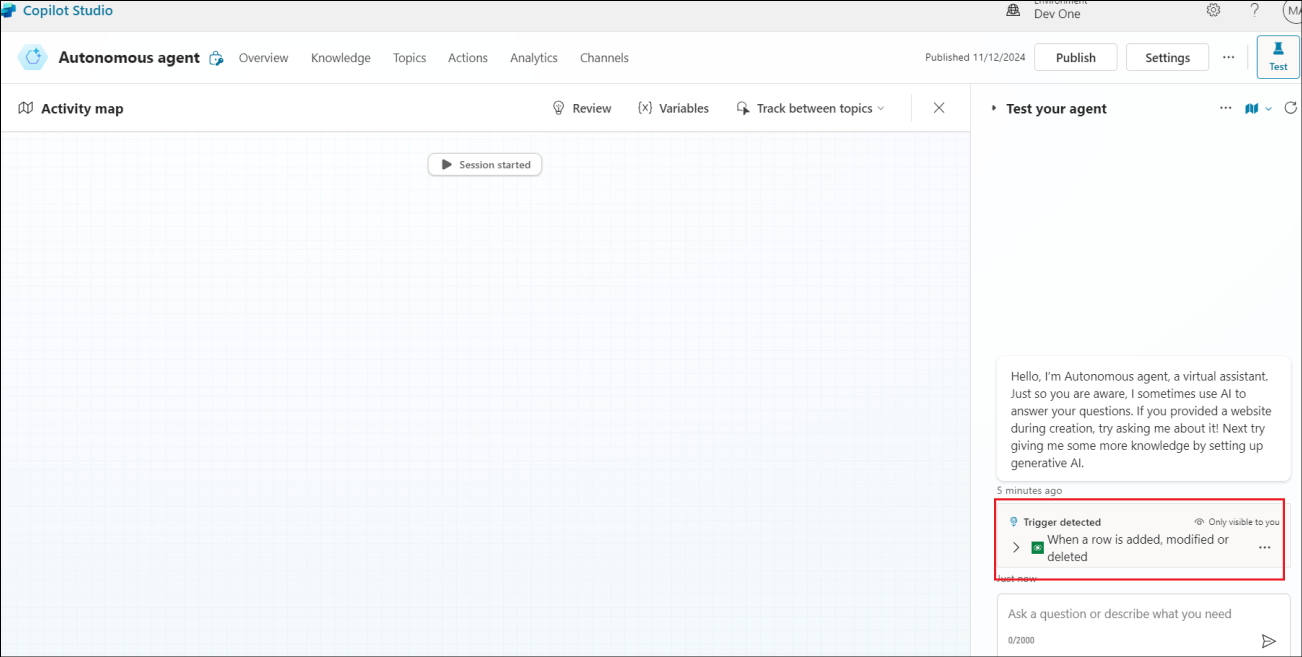 Copilot Studio
Environment
Dev One
?
Autonomous agent
Overview
Knowledge
Topics
Actions
Analytics
Channels
Published 11/12/2024
Publish
Settings
...
Test
Activity map
Review
{x} Variables
Track between topics
Test your agent
...
Session started
Hello, I'm Autonomous agent, a virtual assistant.
Just so you are aware, I sometimes use AI to
answer your questions. If you provided a website
during creation, try asking me about it! Next try
giving me some more knowledge by setting up
generative AI.
5 minutes ago
Trigger detected
Only visible to you
When a row is added, modified or
deleted
...
Just now
Ask a question or describe what you need
0/2000